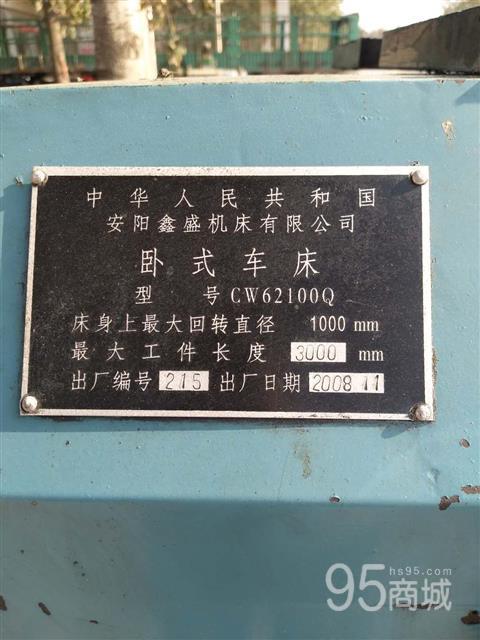 中华人民共和国
安阳鑫盛机床有限公司
卧式车床
型 号 CW62100Q
床身上最大回转直径 1000 mm
最大工件长度 3000 mm
出厂编号 215 出厂日期 2008.11
hs95.com
95商城